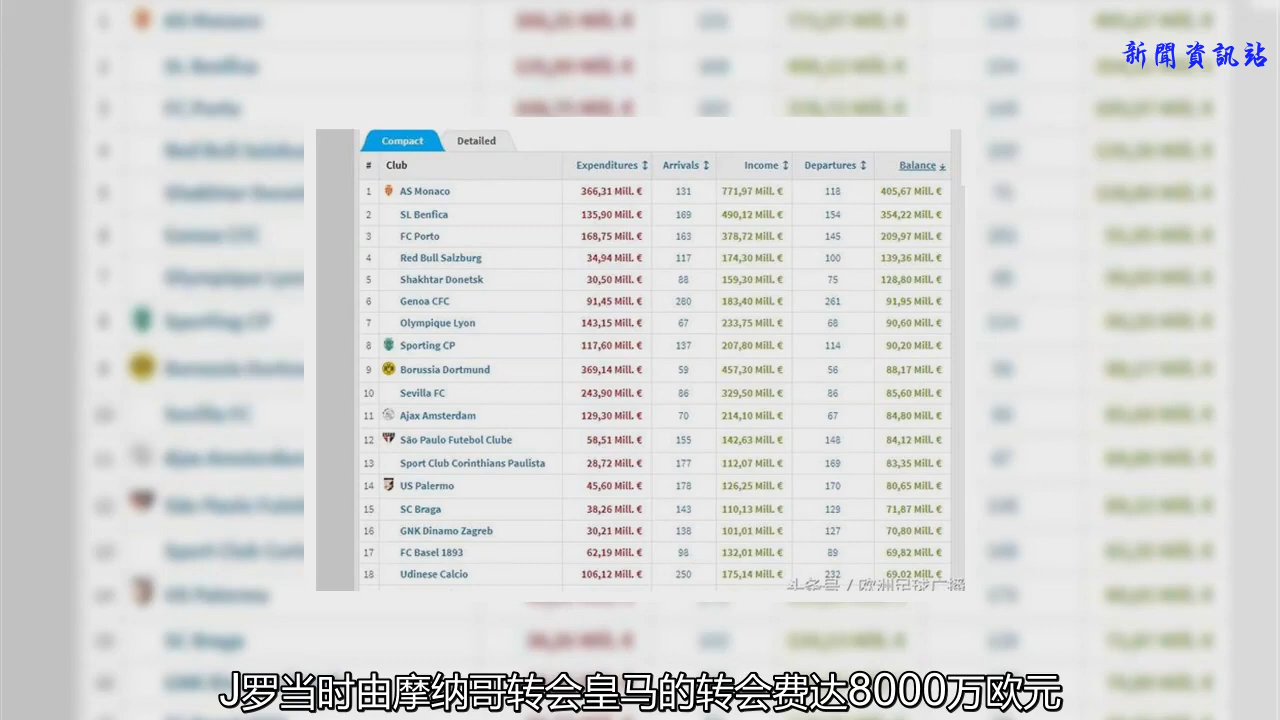 新聞資訊站
Compact Detailed
# Club Expenditures Arrivals Income Departures Balance
1 AS Monaco 366,31 Mill. € 131 771,97 Mill. € 118 405,67 Mill. €
2 SL Benfica 135,90 Mill. € 169 490,12 Mill. € 154 354,22 Mill. €
3 FC Porto 168,75 Mill. € 163 378,72 Mill. € 145 209,97 Mill. €
4 Red Bull Salzburg 34,94 Mill. € 117 174,30 Mill. € 100 139,36 Mill. €
5 Shakhtar Donetsk 30,50 Mill. € 88 159,30 Mill. € 75 128,80 Mill. €
6 Genoa CFC 91,45 Mill. € 280 183,40 Mill. € 261 91,95 Mill. €
7 Olympique Lyon 143,15 Mill. € 67 233,75 Mill. € 68 90,60 Mill. €
8 Sporting CP 117,60 Mill. € 137 207,80 Mill. € 114 90,20 Mill. €
9 Borussia Dortmund 369,14 Mill. € 59 457,30 Mill. € 56 88,17 Mill. €
10 Sevilla FC 243,90 Mill. € 86 329,50 Mill. € 86 85,60 Mill. €
11 Ajax Amsterdam 129,30 Mill. € 70 214,10 Mill. € 67 84,80 Mill. €
12 São Paulo Futebol Clube 58,51 Mill. € 155 142,63 Mill. € 148 84,12 Mill. €
13 Sport Club Corinthians Paulista 28,72 Mill. € 177 112,07 Mill. € 169 83,35 Mill. €
14 US Palermo 45,60 Mill. € 178 126,25 Mill. € 170 80,65 Mill. €
15 SC Braga 38,26 Mill. € 143 110,13 Mill. € 129 71,87 Mill. €
16 GNK Dinamo Zagreb 30,21 Mill. € 138 101,01 Mill. € 127 70,80 Mill. €
17 FC Basel 1893 62,19 Mill. € 98 132,01 Mill. € 89 69,82 Mill. €
18 Udinese Calcio 106,12 Mill. € 250 175,14 Mill. € 232 69,02 Mill. €
头条号 / 欧洲足球广播
J罗当时由摩纳哥转会皇马的转会费达8000万欧元